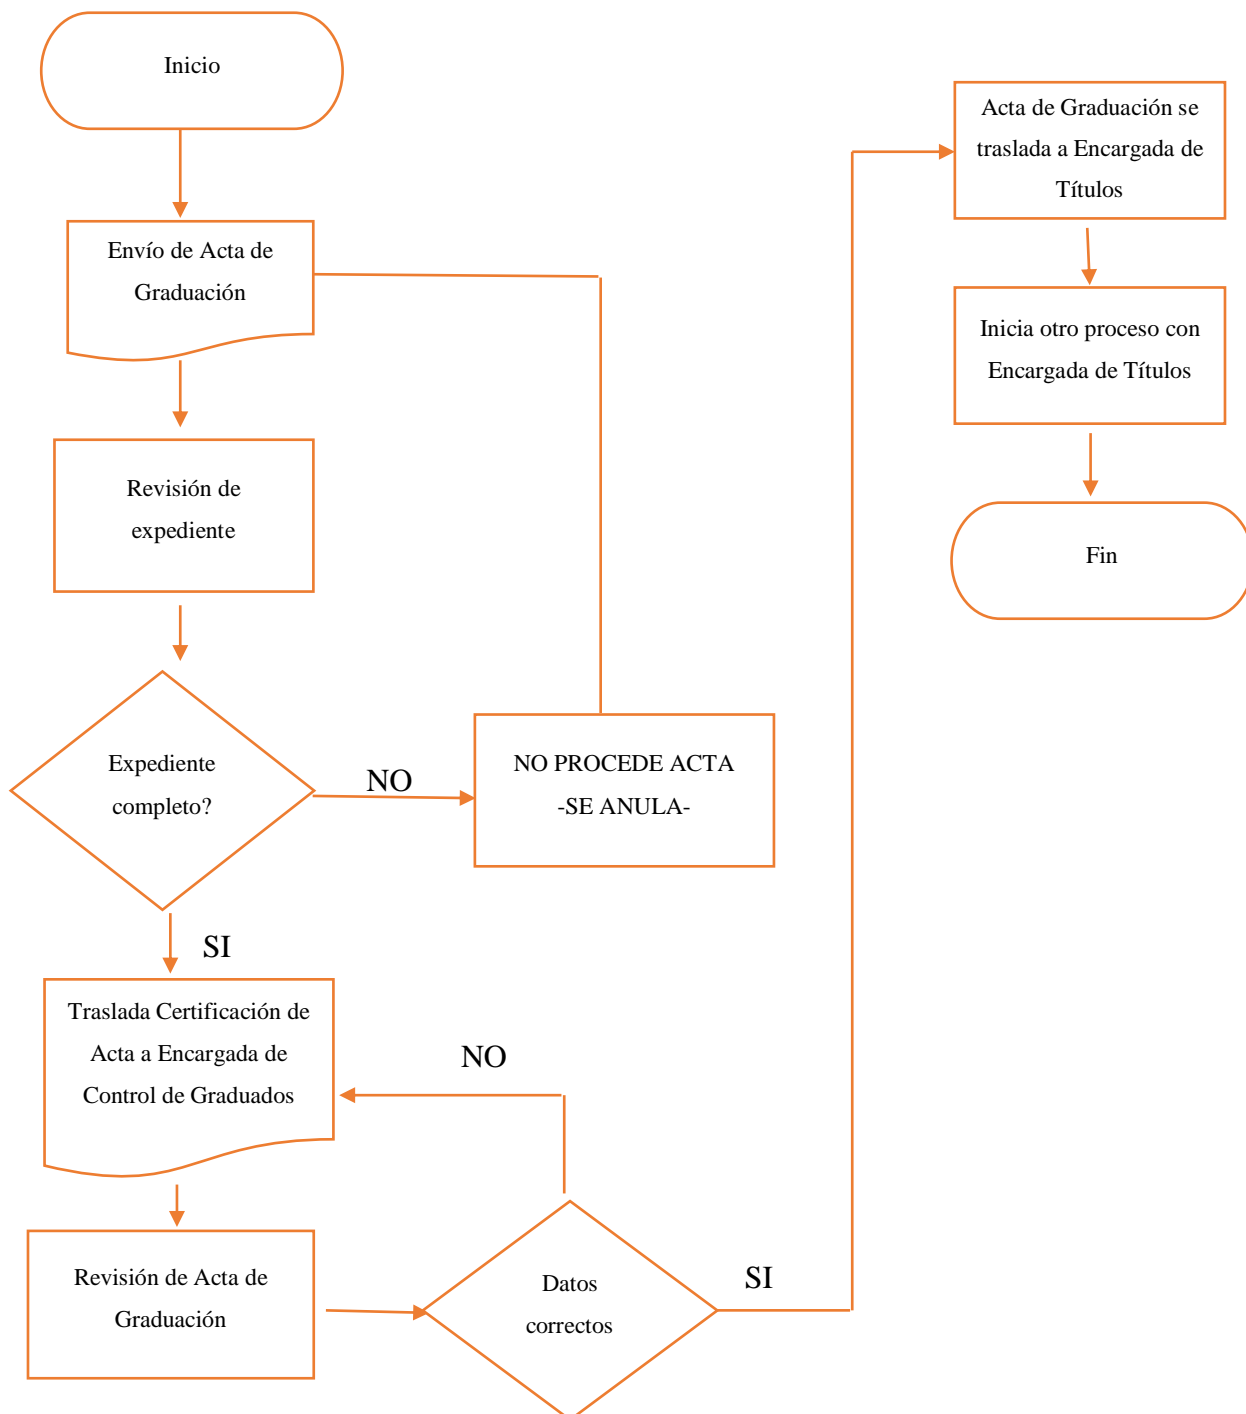 Inicio
Envío de Acta de
Graduación
Revisión de
expediente
Expediente
completo?
NO
NO PROCEDE ACTA
-SE ANULA-
SI
Traslada Certificación de
Acta a Encargada de
Control de Graduados
NO
Revisión de Acta de
Graduación
Datos
correctos
SI
Acta de Graduación se
traslada a Encargada de
Títulos
Inicia otro proceso con
Encargada de Títulos
Fin